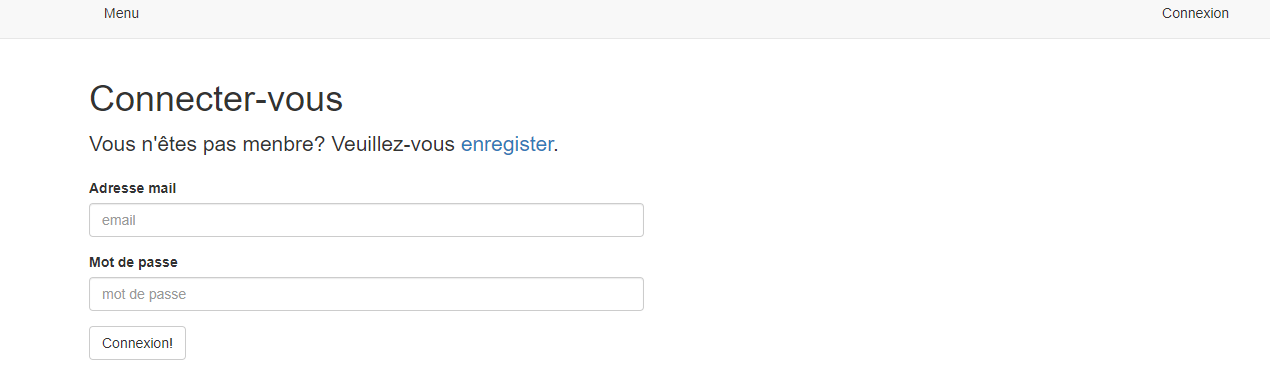 Menu
Connexion
Connecter-vous
Vous n'êtes pas menbre? Veuillez-vous enregister.
Adresse mail
email
Mot de passe
mot de passe
Connexion!